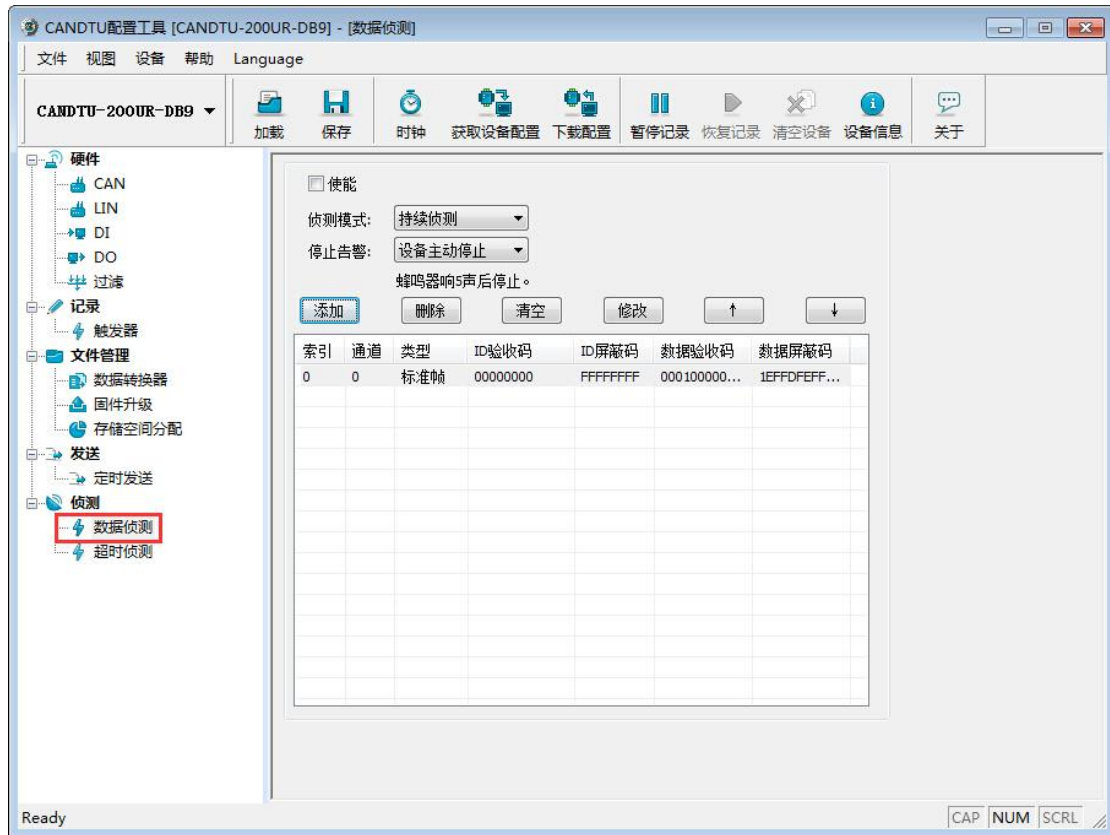 CANDTU配置工具 [CANDTU-200UR-DB9] - [数据侦测]
文件 视图 设备 帮助 Language
CANDTU-200UR-DB9
加载 保存 时钟 获取设备配置 下载配置 暂停记录 恢复记录 清空设备 设备信息 关于
硬件
CAN
LIN
DI
DO
过滤
记录
触发器
文件管理
数据转换器
固件升级
存储空间分配
发送
定时发送
侦测
数据侦测
超时侦测
使能
侦测模式: 持续侦测
停止告警: 设备主动停止
蜂鸣器响5声后停止。
添加 删除 清空 修改 ↑ ↓
索引 通道 类型 ID验收码 ID屏蔽码 数据验收码 数据屏蔽码
0 0 标准帧 00000000 FFFFFFFF 000100000... 1EFFDFEFF...
Ready
CAP NUM SCRL